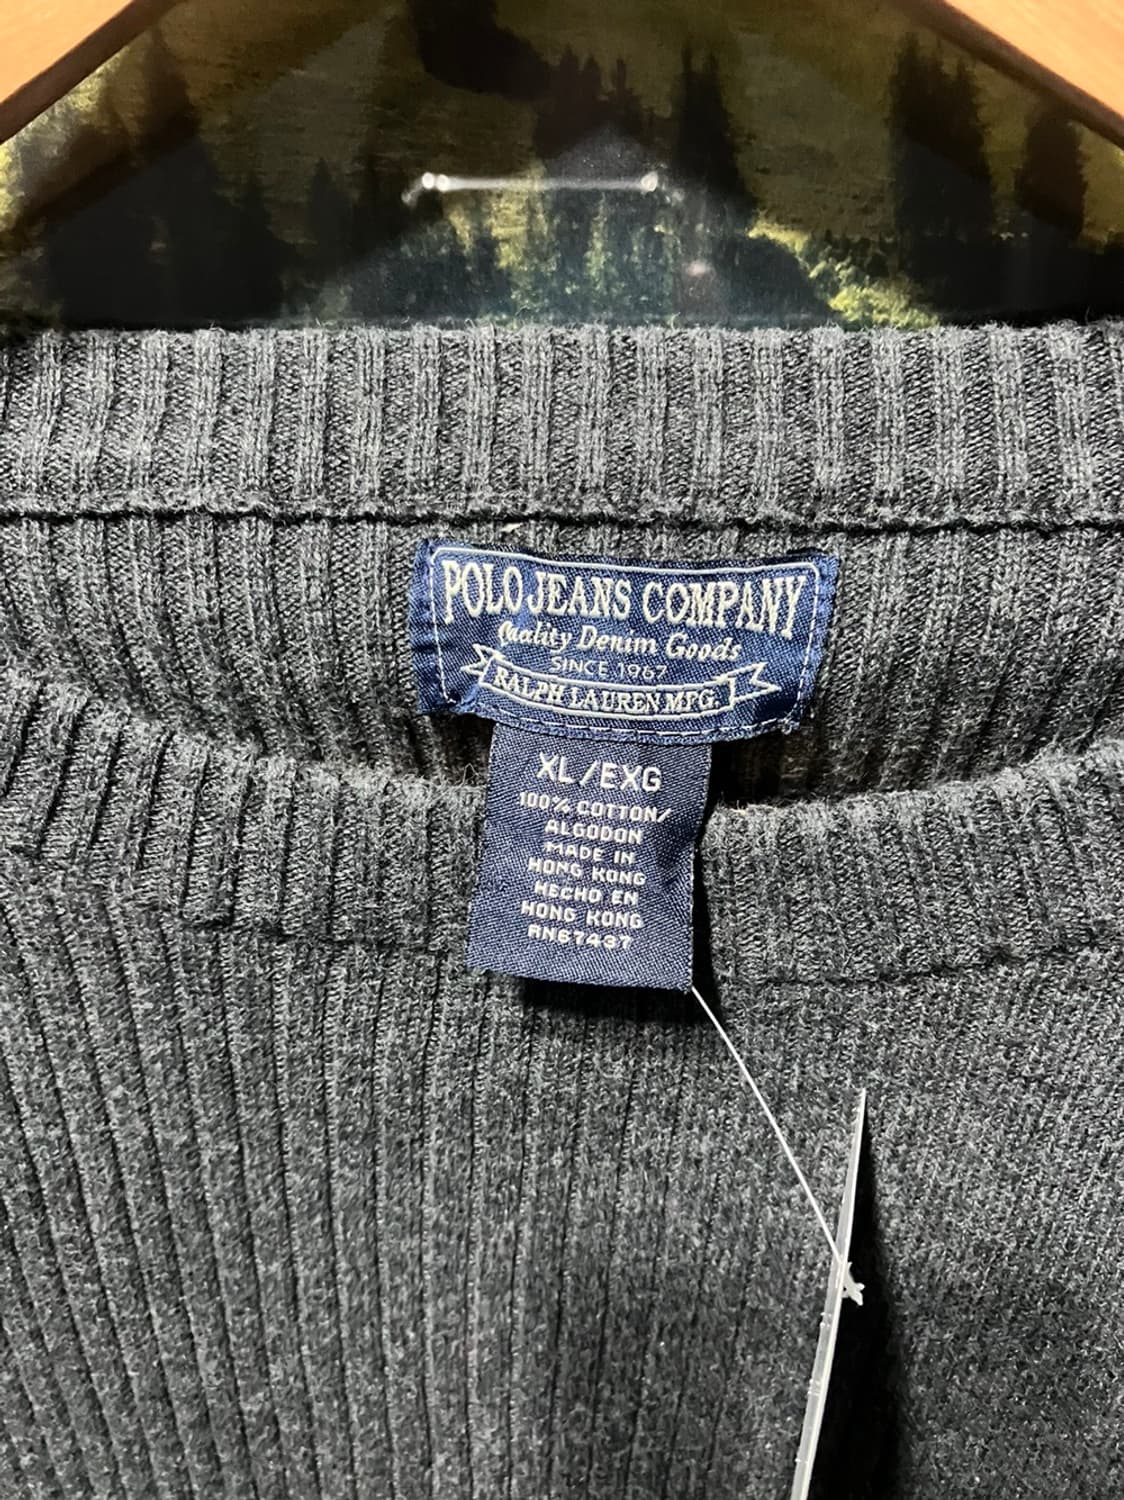 POLO JEANS COMPANY
Quality Denim Goods
SINCE 1967
RALPH LAUREN MFG.
XL/EXG
100% COTTON/
ALGODON
MADE IN
HONG KONG
HECHO EN
HONG KONG
RN67437